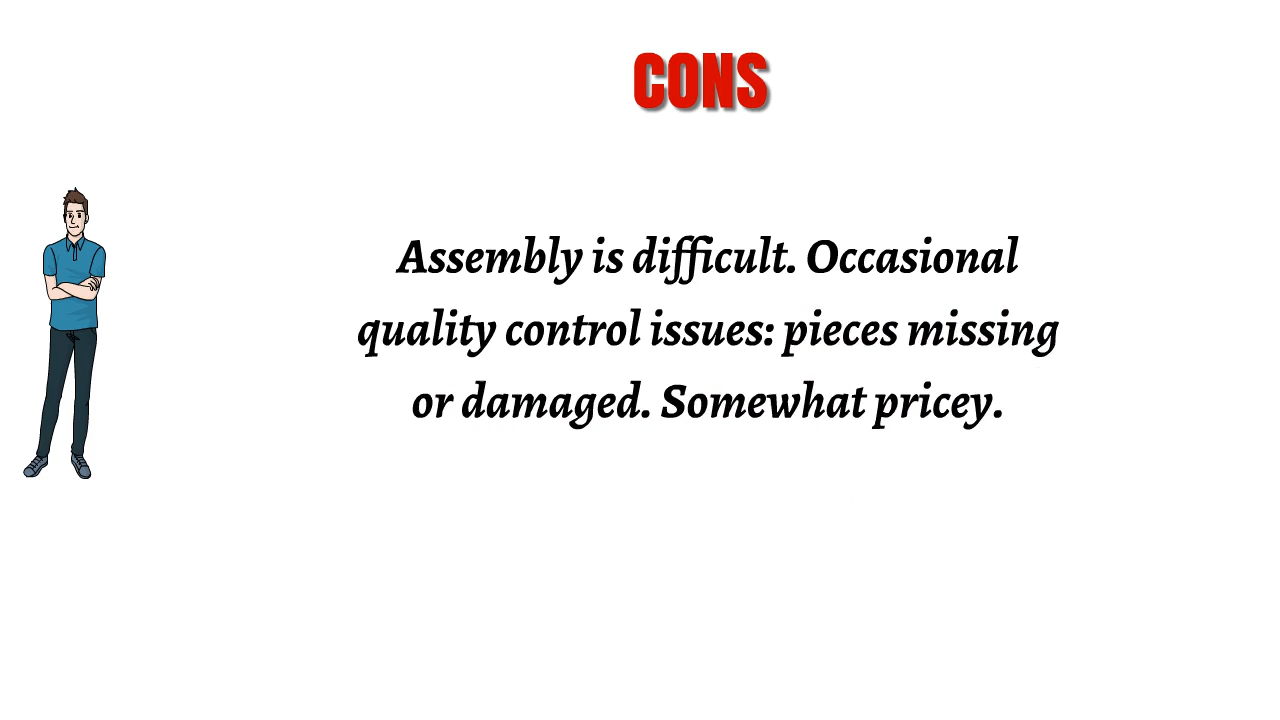 CONS
Assembly is difficult. Occasional
quality control issues: pieces missing
or damaged. Somewhat pricey.